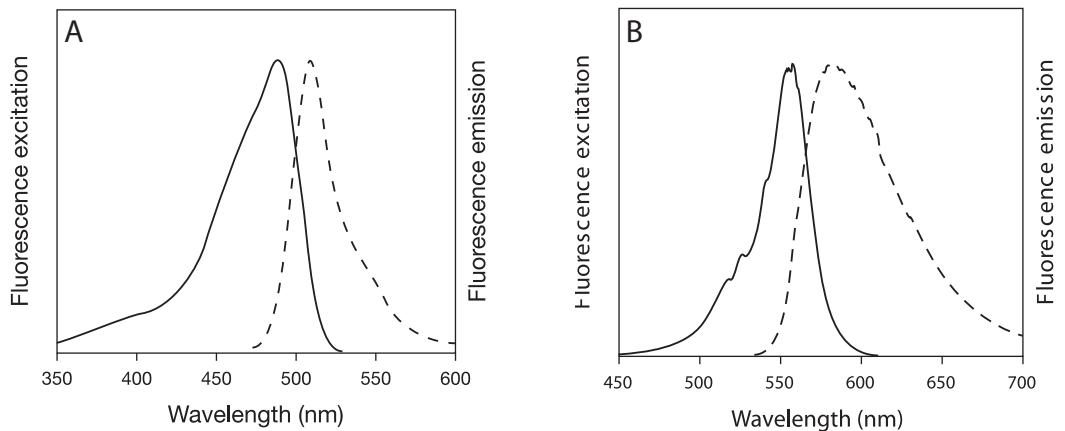 A
Fluorescence excitation
Fluorescence emission
350 400 450 500 550 600
Wavelength (nm)
B
Fluorescence excitation
Fluorescence emission
450 500 550 600 650 700
Wavelength (nm)